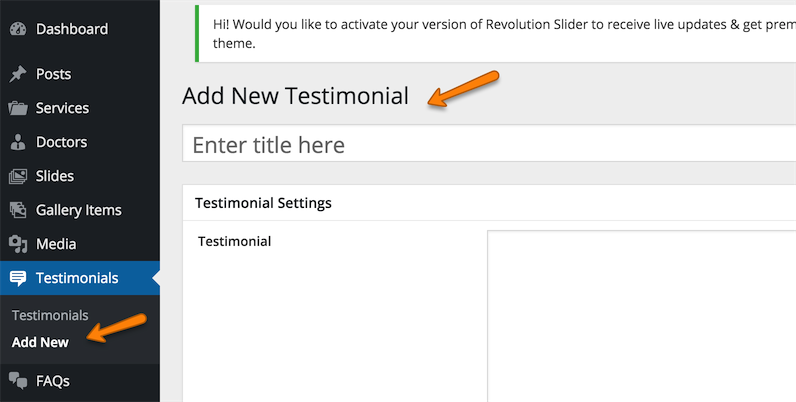 Dashboard
Posts
Services
Doctors
Slides
Gallery Items
Media
Testimonials
Testimonials
Add New
FAQs
Hi! Would you like to activate your version of Revolution Slider to receive live updates & get prem
theme.
Add New Testimonial
Enter title here
Testimonial Settings
Testimonial